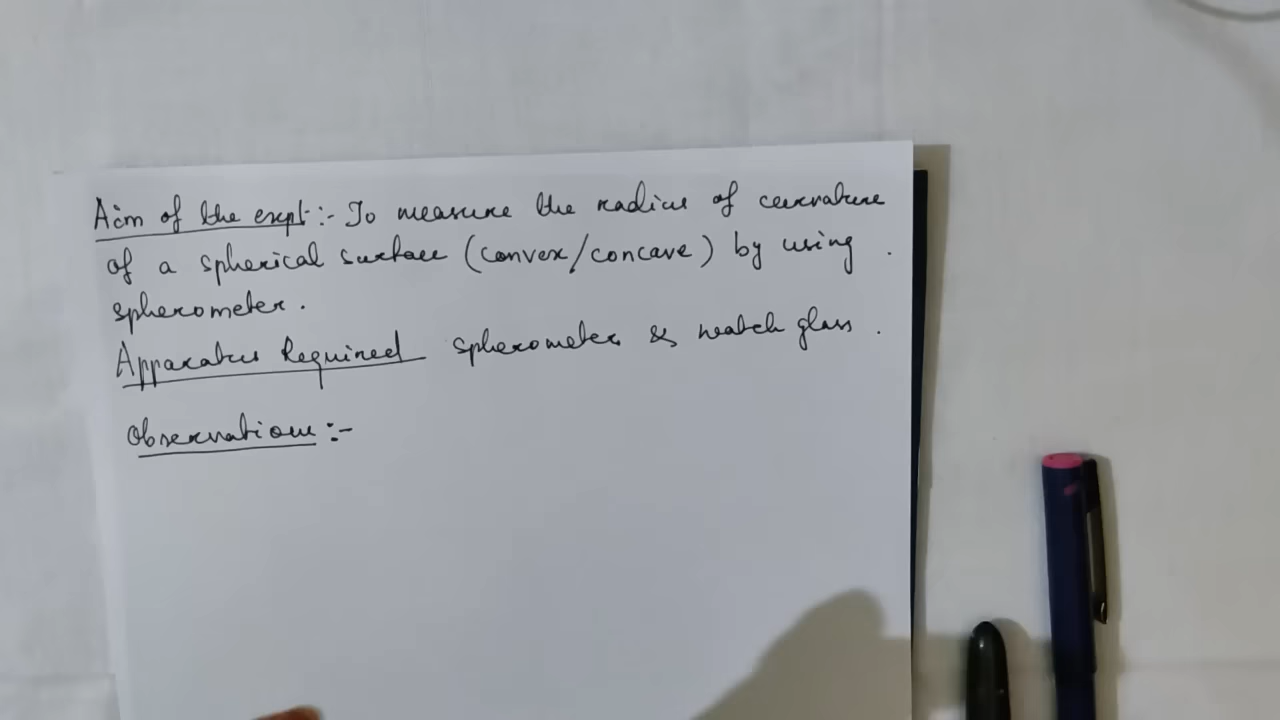 Aim of the expt:- To measure the radius of curvature
of a spherical surface (convex/concave) by using
spherometer.
Apparatus Required spherometer & watch glass.
Observation:-